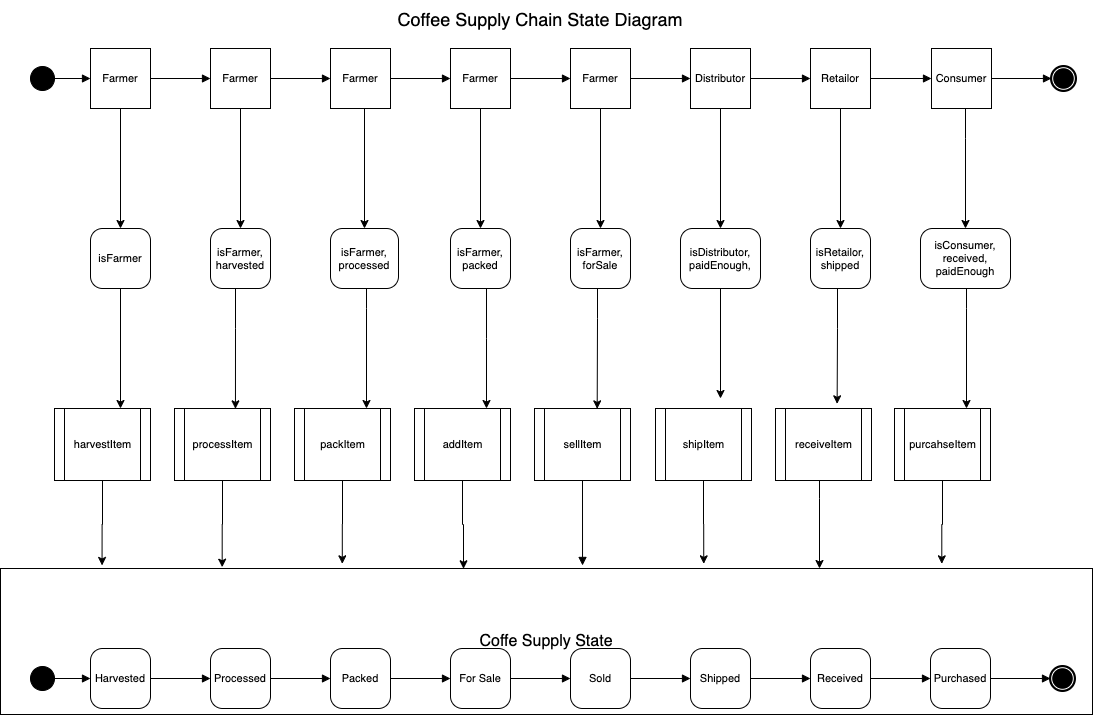 Coffee Supply Chain State Diagram
Farmer
Farmer
Farmer
Farmer
Farmer
Distributor
Retailor
Consumer
isFarmer
isFarmer,
harvested
isFarmer,
processed
isFarmer,
packed
isFarmer,
forSale
isDistributor,
paidEnough,
isRetailor,
shipped
isConsumer,
received,
paidEnough
harvestItem
processItem
packItem
addItem
sellItem
shipItem
receiveItem
purcahseItem
Coffe Supply State
Harvested
Processed
Packed
For Sale
Sold
Shipped
Received
Purchased